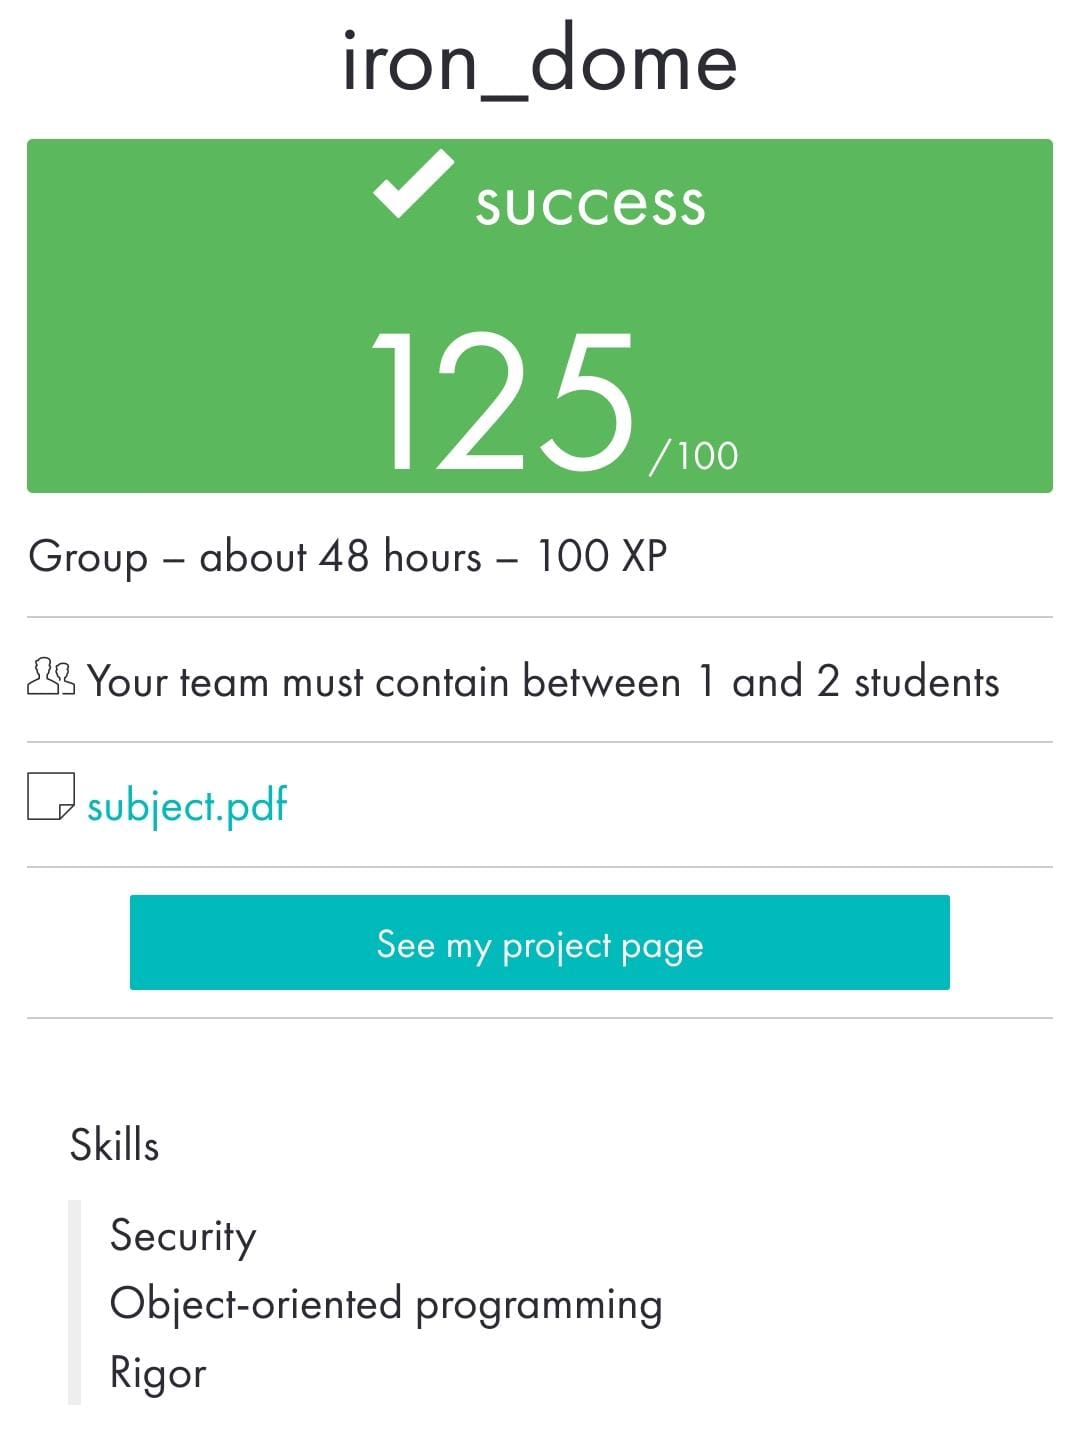 iron_dome
success
125/100
Group – about 48 hours – 100 XP
Your team must contain between 1 and 2 students
subject.pdf
See my project page
Skills
Security
Object-oriented programming
Rigor